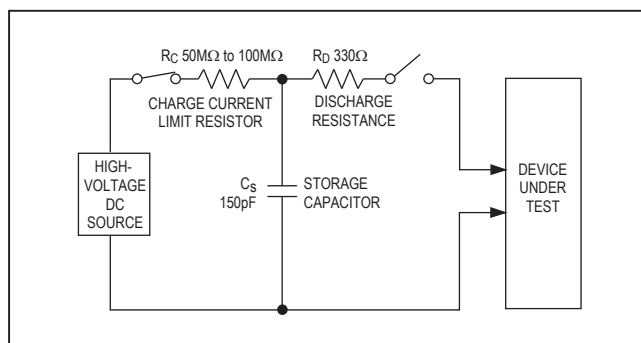 RC 50MΩ to 100MΩ
CHARGE CURRENT
LIMIT RESISTOR
RD 330Ω
DISCHARGE
RESISTANCE
HIGH-
VOLTAGE
DC
SOURCE
CS
150pF
STORAGE
CAPACITOR
DEVICE
UNDER
TEST